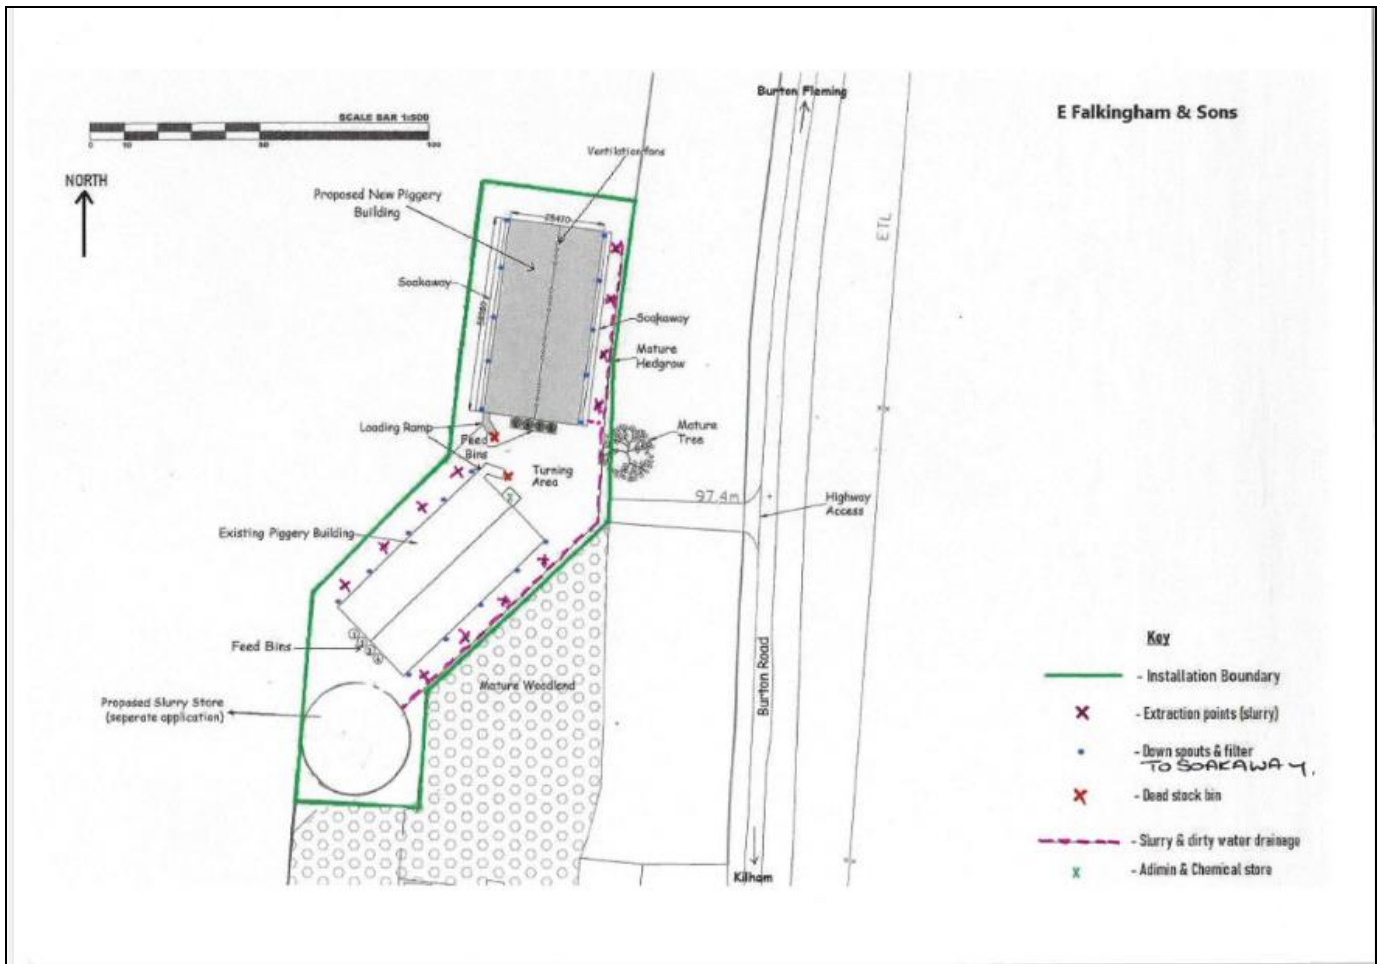 Burton Fleming
E Falkingham & Sons
SCALE BAR 1:500
0 10 50 100
NORTH
Ventilation fans
Proposed New Piggery
Building
25410
ETL
Soakaway
Soakaway
Mature
Hedgrow
Loading Ramp
Feed
Bins
Mature
Tree
Turning
Area
97.4m
Highway
Access
Existing Piggery Building
Feed Bins
Mature Woodland
Proposed Slurry Store
(seperate application)
Burton Road
Kilham
Key
- Installation Boundary
- Extraction points (slurry)
- Down spouts & filter
TO SOAKAWAY.
- Dead stock bin
- Slurry & dirty water drainage
- Adimin & Chemical store